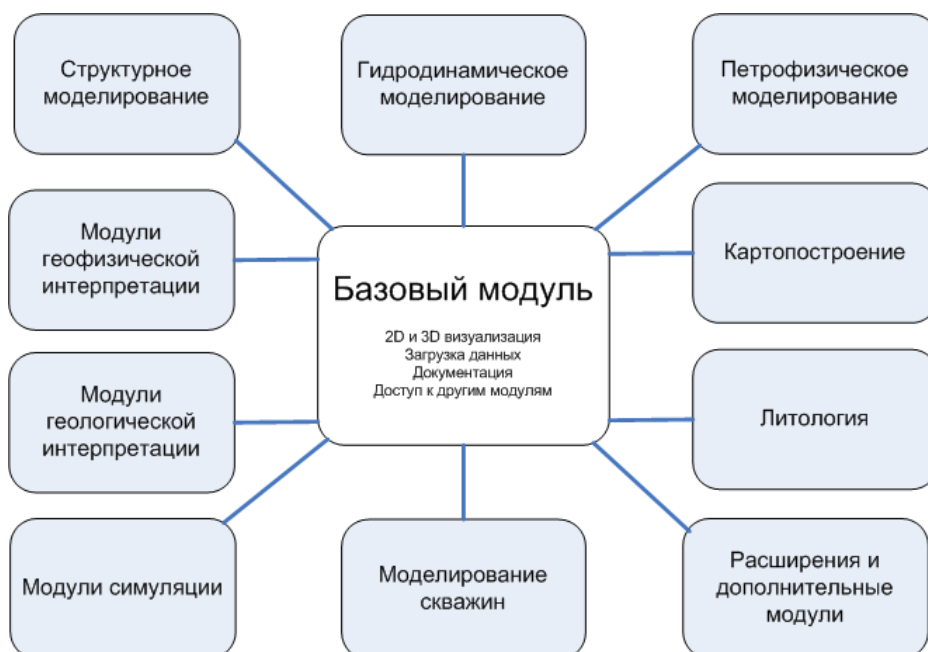 Структурное
моделирование
Гидродинамическое
моделирование
Петрофизическое
моделирование
Модули
геофизической
интерпретации
Базовый модуль
2D и 3D визуализация
Загрузка данных
Документация
Доступ к другим модулям
Картопостроение
Модули
геологической
интерпретации
Литология
Модули симуляции
Моделирование
скважин
Расширения и
дополнительные
модули